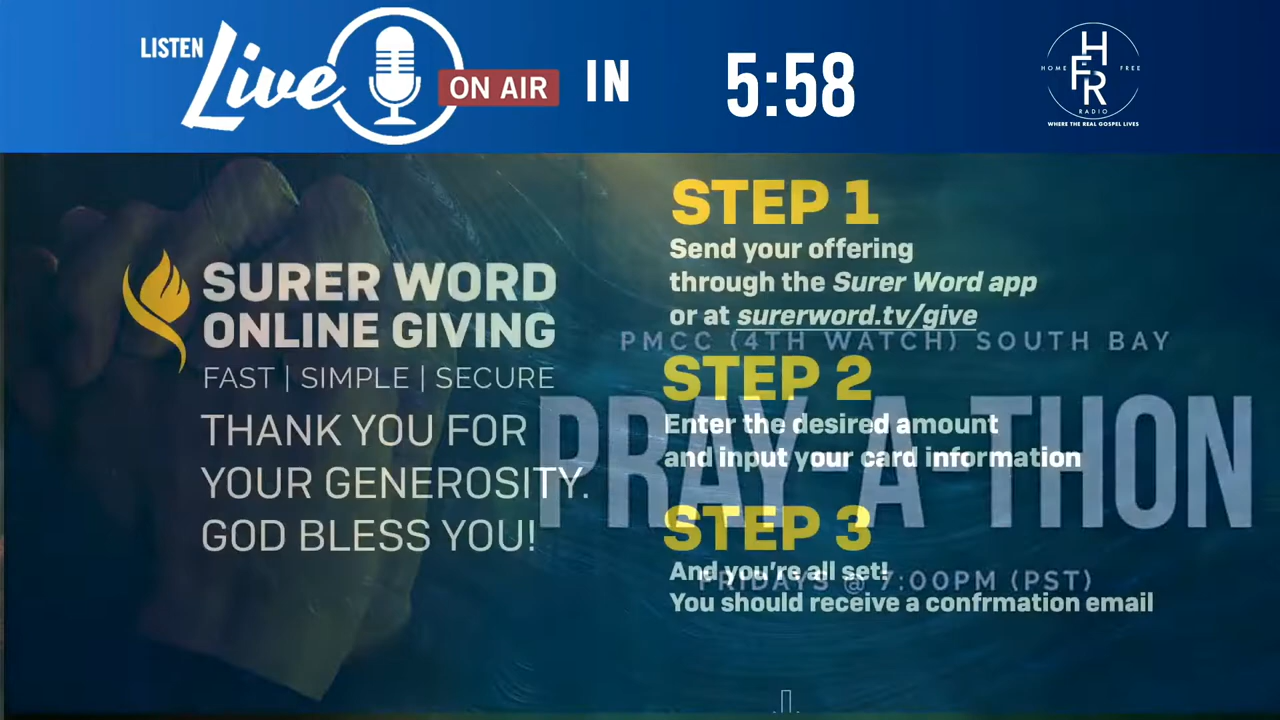 LISTEN
Live
ON AIR
IN
5:58
H
HOME F FREE
R
RADIO
WHERE THE REAL GOSPEL LIVES
SURER WORD
ONLINE GIVING
FAST | SIMPLE | SECURE
THANK YOU FOR
YOUR GENEROSITY.
GOD BLESS YOU!
STEP 1
Send your offering
through the Surer Word app
or at surerword.tv/give
PMCC (4TH WATCH) SOUTH BAY
STEP 2
PRAY-A-THON
Enter the desired amount
and input your card information
STEP 3
And you're all set!
FRIDAYS @ 7:00PM (PST)
You should receive a confrmation email